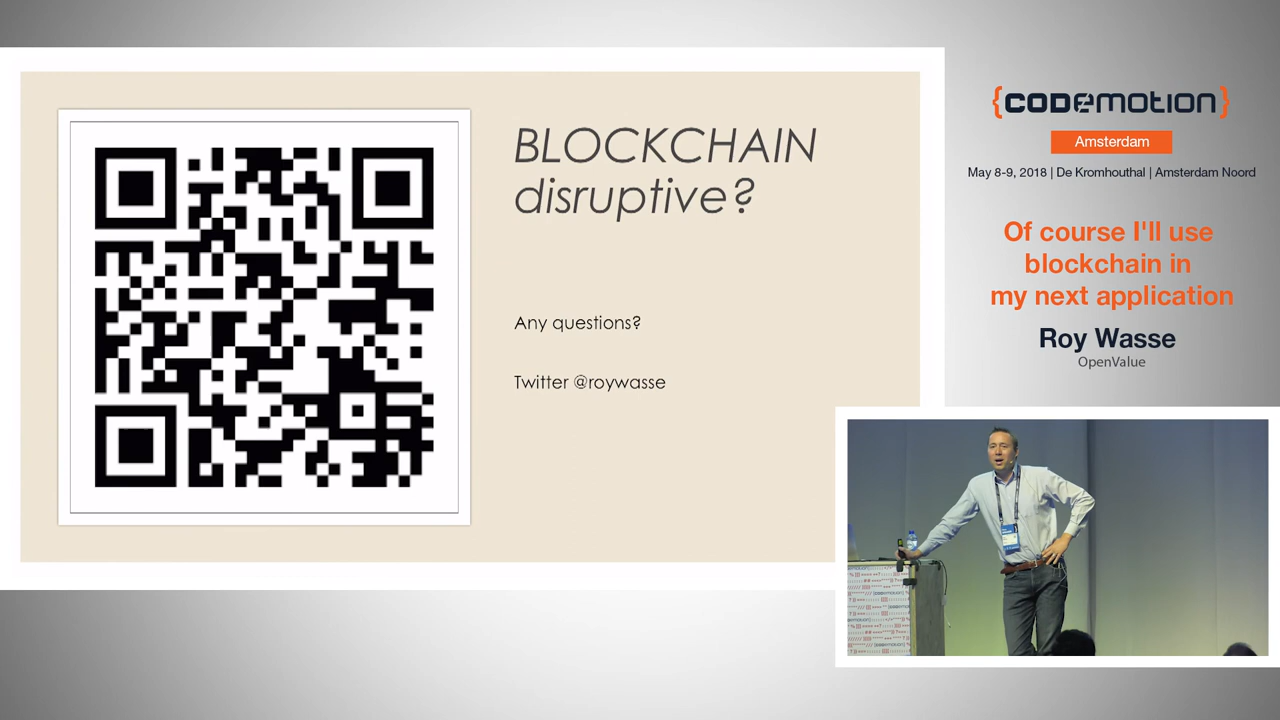 BLOCKCHAIN
disruptive?
Any questions?
Twitter @roywasse
{CODEMOTION}
Amsterdam
May 8-9, 2018 | De Kromhouthal | Amsterdam Noord
Of course I'll use
blockchain in
my next application
Roy Wasse
OpenValue